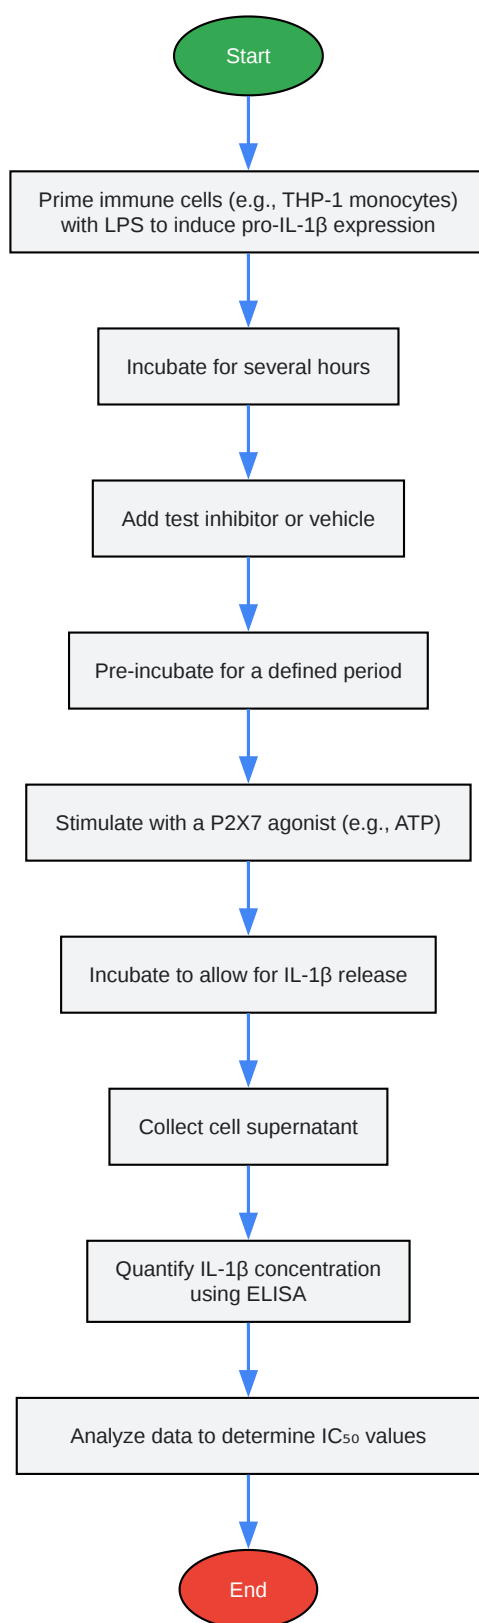 Start
Prime immune cells (e.g., THP-1 monocytes)
with LPS to induce pro-IL-1β expression
Incubate for several hours
Add test inhibitor or vehicle
Pre-incubate for a defined period
Stimulate with a P2X7 agonist (e.g., ATP)
Incubate to allow for IL-1β release
Collect cell supernatant
Quantify IL-1β concentration
using ELISA
Analyze data to determine IC₅₀ values
End